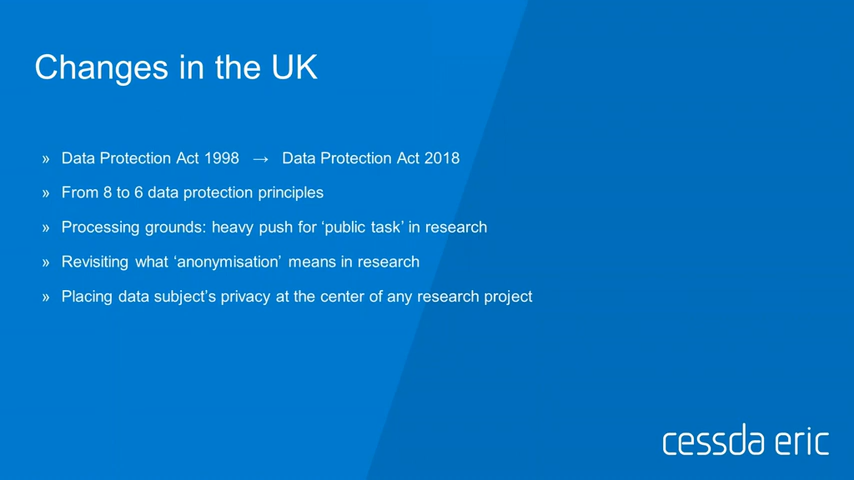 Changes in the UK
» Data Protection Act 1998 → Data Protection Act 2018
» From 8 to 6 data protection principles
» Processing grounds: heavy push for ‘public task’ in research
» Revisiting what ‘anonymisation’ means in research
» Placing data subject’s privacy at the center of any research project
cessda eric